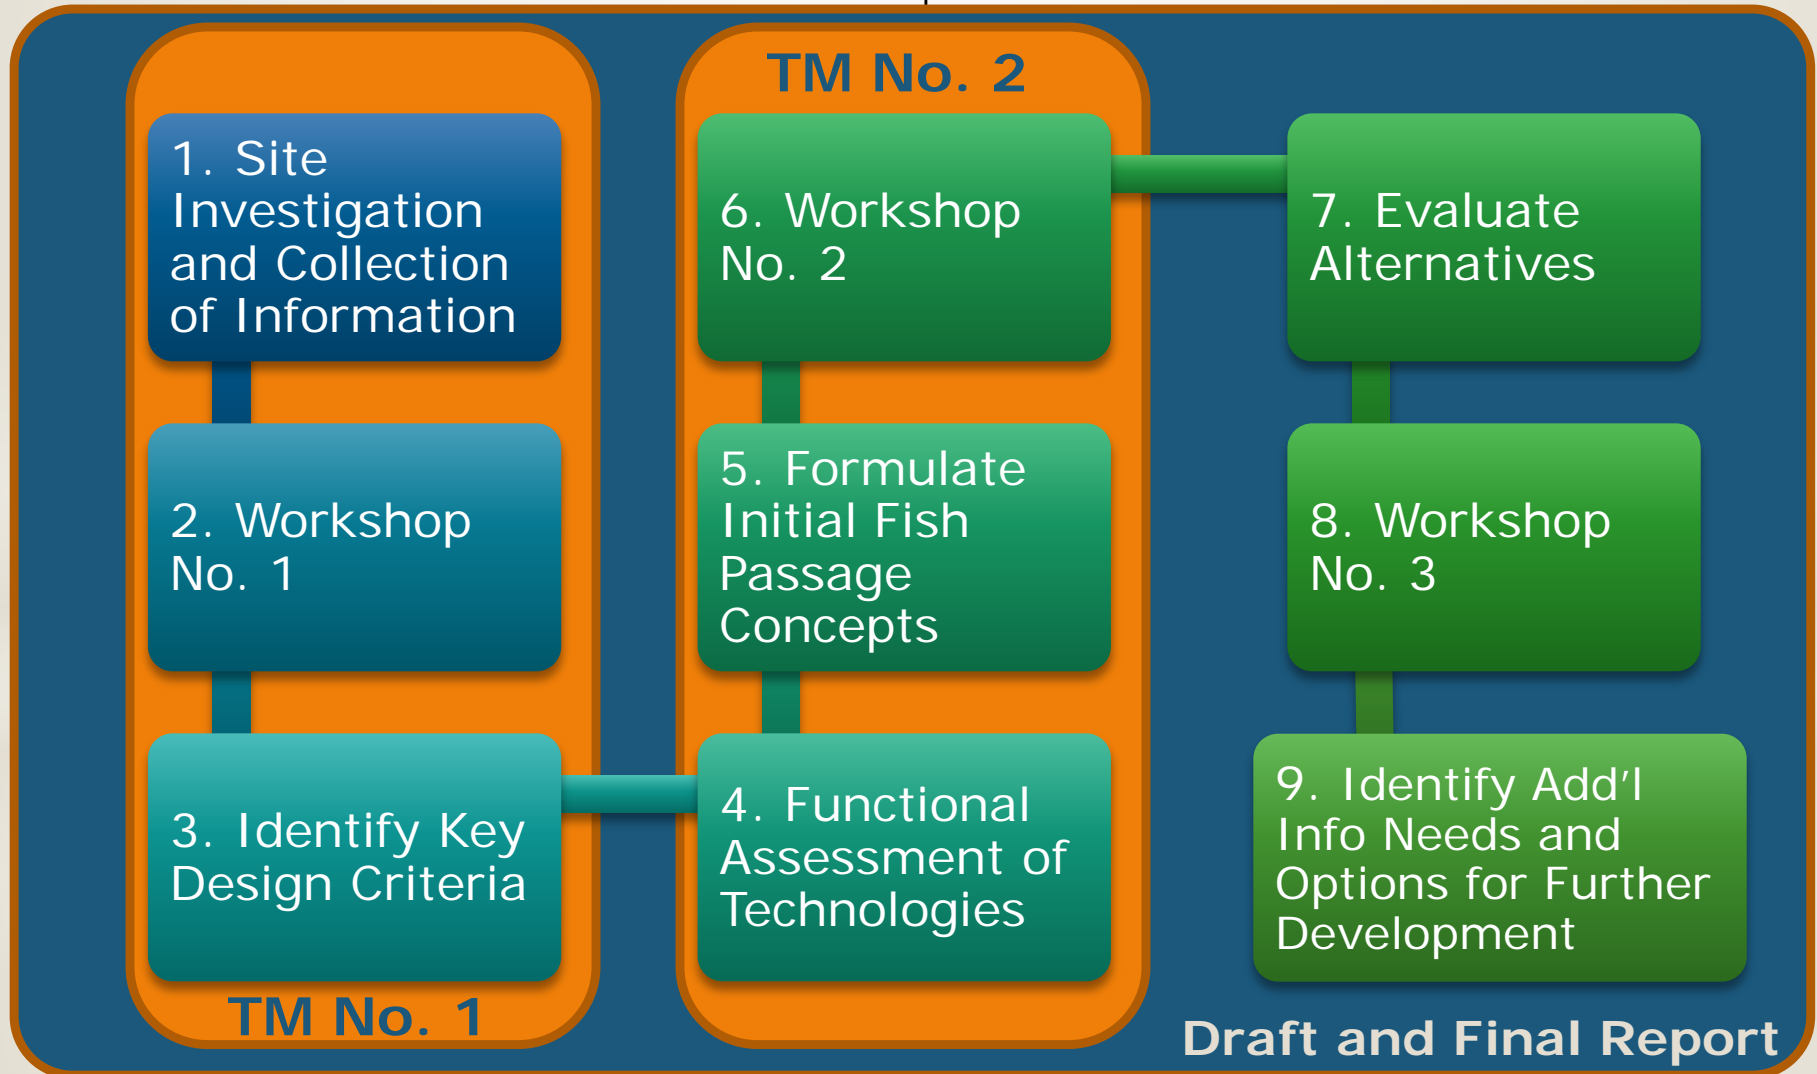 1. Site
Investigation
and Collection
of Information
2. Workshop
No. 1
3. Identify Key
Design Criteria
TM No. 1
TM No. 2
6. Workshop
No. 2
5. Formulate
Initial Fish
Passage
Concepts
4. Functional
Assessment of
Technologies
7. Evaluate
Alternatives
8. Workshop
No. 3
9. Identify Add’l
Info Needs and
Options for Further
Development
Draft and Final Report